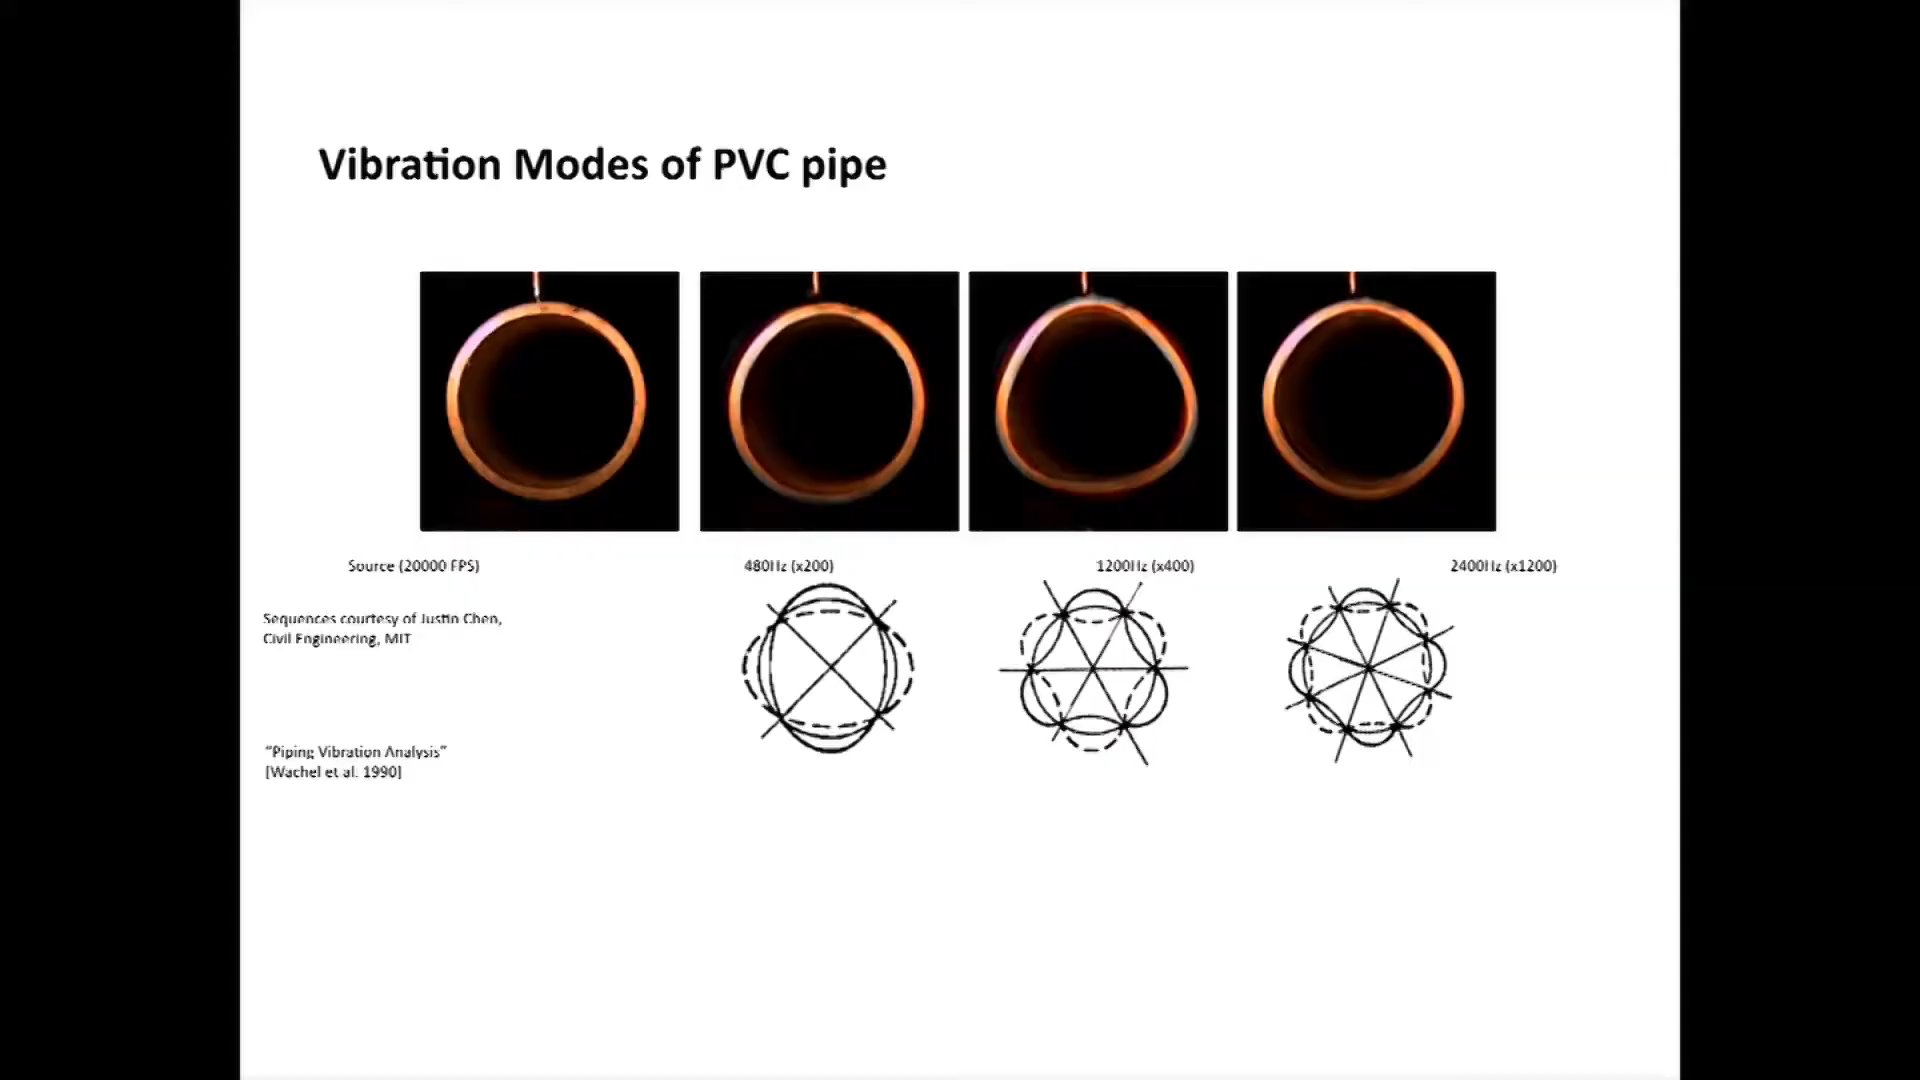 Vibration Modes of PVC pipe
Source (20000 FPS)
480Hz (x200)
1200Hz (x400)
2400Hz (x1200)
Sequences courtesy of Justin Chen,
Civil Engineering, MIT
“Piping Vibration Analysis”
[Wachel et al. 1990]